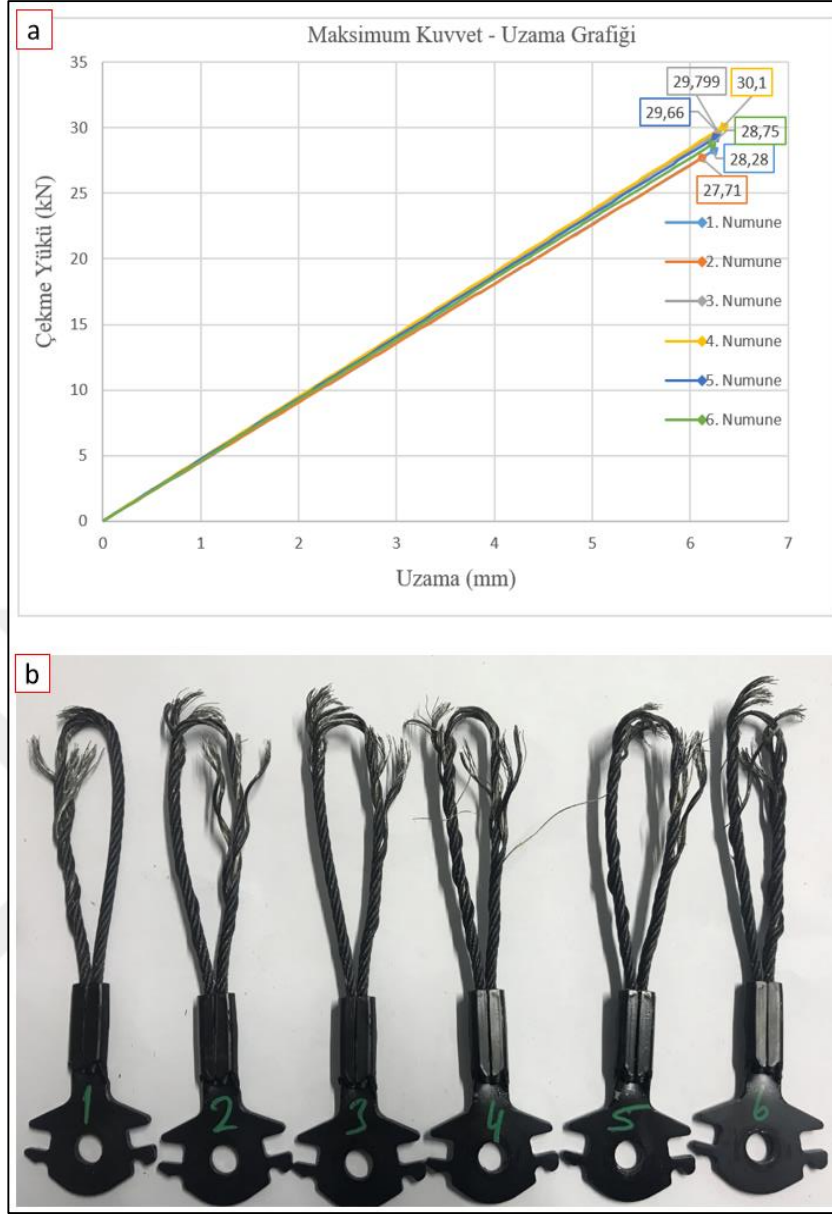 a
Maksimum Kuvvet - Uzama Grafiği
Çekme Yükü (kN)
35
30
25
20
15
10
5
0
0 1 2 3 4 5 6 7
Uzama (mm)
29,799
30,1
29,66
28,75
28,28
27,71
1. Numune
2. Numune
3. Numune
4. Numune
5. Numune
6. Numune
b
1 2 3 4 5 6